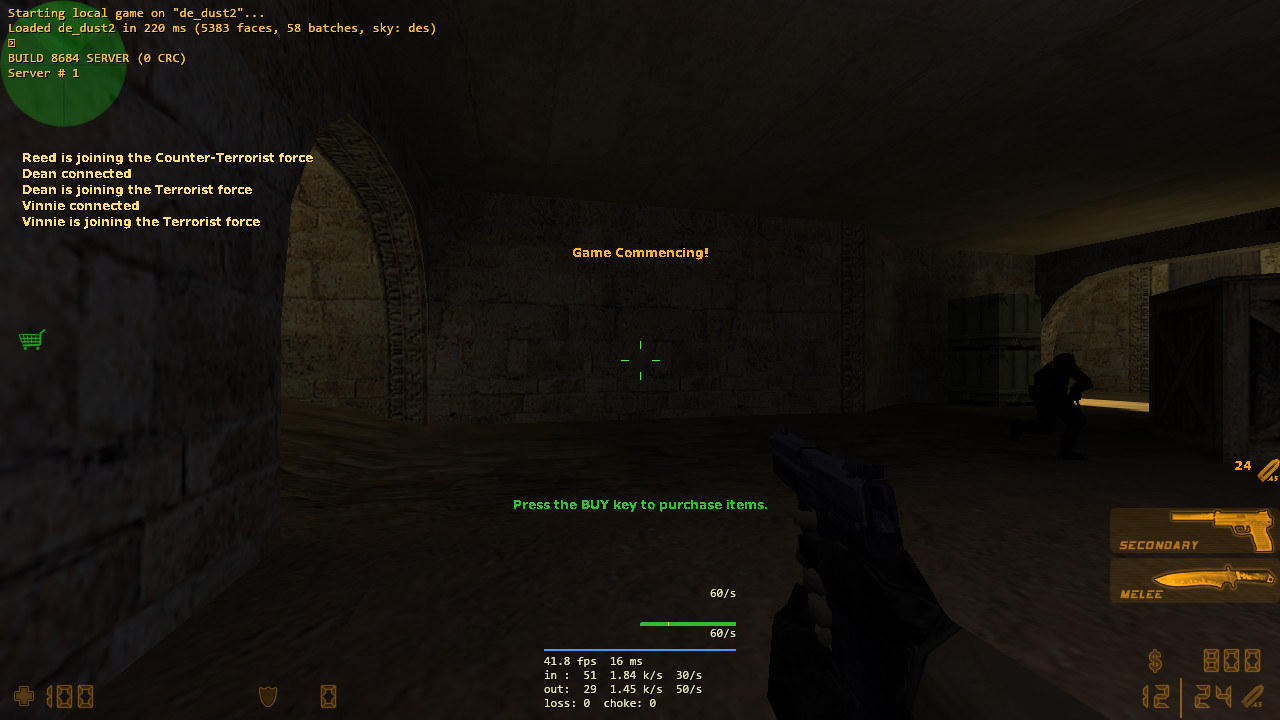 Starting local game on "de_dust2"...
Loaded de_dust2 in 220 ms (5383 faces, 58 batches, sky: des)
BUILD 8684 SERVER (0 CRC)
Server # 1
Reed is joining the Counter-Terrorist force
Dean connected
Dean is joining the Terrorist force
Vinnie connected
Vinnie is joining the Terrorist force
Game Commencing!
24
Press the BUY key to purchase items.
SECONDARY
MELEE
60/s
60/s
41.8 fps 16 ms
in : 51 1.84 k/s 30/s
out: 29 1.45 k/s 50/s
loss: 0 choke: 0
$ 800
100
0
12 | 24